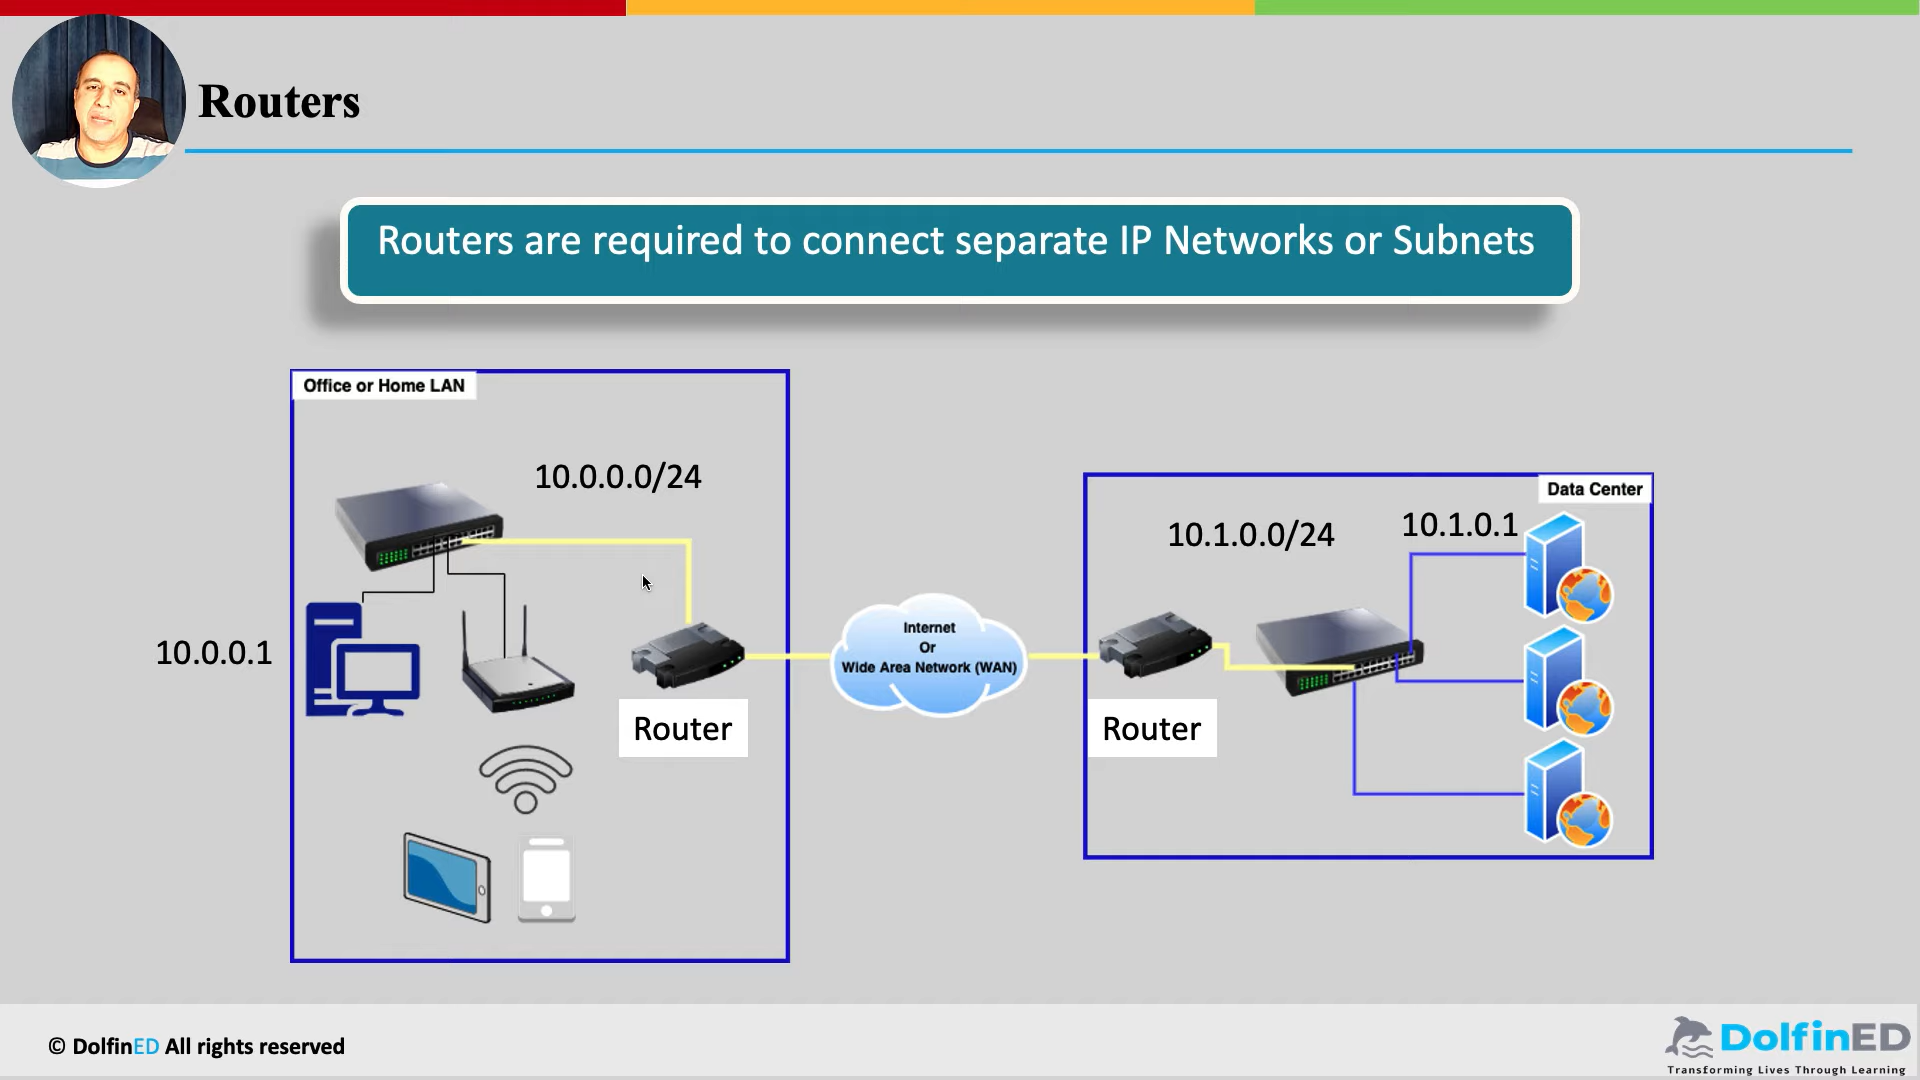 Routers
Routers are required to connect separate IP Networks or Subnets
Office or Home LAN
10.0.0.0/24
10.0.0.1
Router
Internet
Or
Wide Area Network (WAN)
Data Center
10.1.0.0/24
10.1.0.1
Router
© DolfinED All rights reserved
DolfinED
Transforming Lives Through Learning